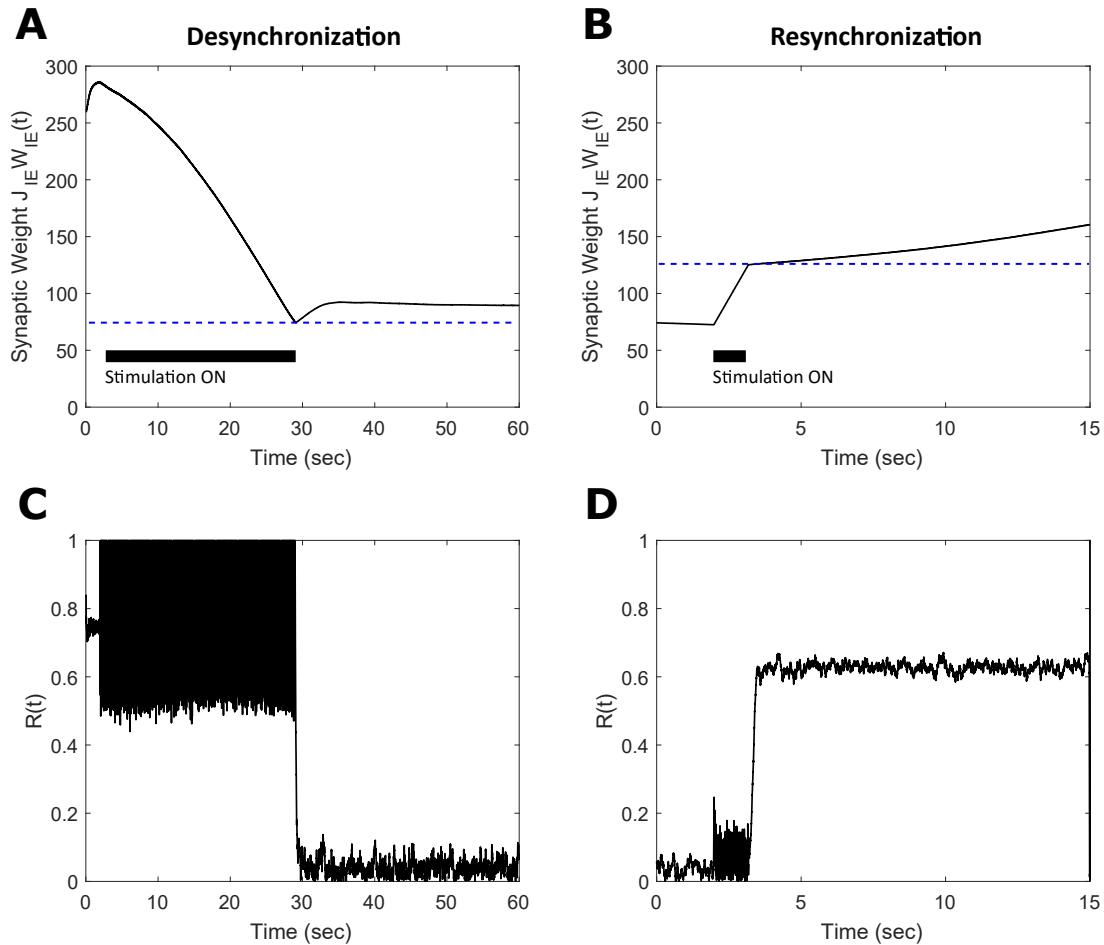 A
Desynchronization
300
250
200
150
100
50
0
Synaptic Weight J_IE W_IE(t)
Stimulation ON
0 10 20 30 40 50 60
Time (sec)
B
Resynchronization
300
250
200
150
100
50
0
Synaptic Weight J_IE W_IE(t)
Stimulation ON
0 5 10 15
Time (sec)
C
1
0.8
0.6
0.4
0.2
0
R(t)
0 10 20 30 40 50 60
Time (sec)
D
1
0.8
0.6
0.4
0.2
0
R(t)
0 5 10 15
Time (sec)